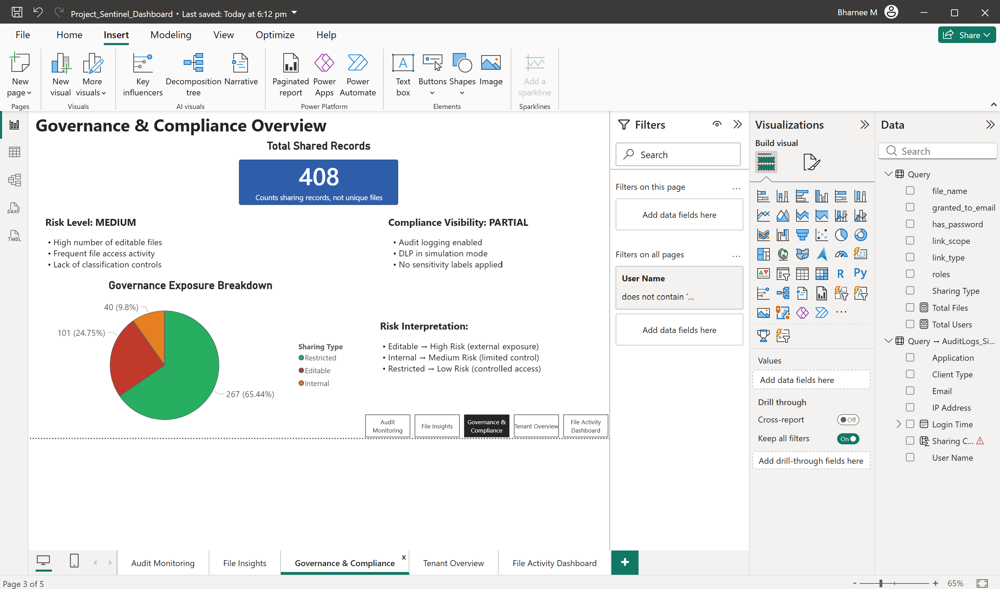 Project_Sentinel_Dashboard • Last saved: Today at 6:12 pm
Bharnee M
File
Home
Insert
Modeling
View
Optimize
Help
Share
New page
New visual
More visuals
Key influencers
Decomposition tree
Narrative
Paginated report
Power Apps
Power Automate
Text box
Buttons
Shapes
Image
Add a sparkline
Pages
Visuals
AI visuals
Power Platform
Elements
Sparklines
DAX
TMDL
Governance & Compliance Overview
Total Shared Records
408
Counts sharing records, not unique files
Risk Level: MEDIUM
• High number of editable files
• Frequent file access activity
• Lack of classification controls
Compliance Visibility: PARTIAL
• Audit logging enabled
• DLP in simulation mode
• No sensitivity labels applied
Governance Exposure Breakdown
40 (9.8%)
101 (24.75%)
267 (65.44%)
Sharing Type
Restricted
Editable
Internal
Risk Interpretation:
• Editable → High Risk (external exposure)
• Internal → Medium Risk (limited control)
• Restricted → Low Risk (controlled access)
Audit Monitoring
File Insights
Governance & Compliance
Tenant Overview
File Activity Dashboard
Filters
Search
Filters on this page
...
Add data fields here
Filters on all pages
...
User Name
does not contain '...
Add data fields here
Visualizations
Build visual
123
R
Py
...
Values
Add data fields here
Drill through
Cross-report
Off
Keep all filters
On
Add drill-through fields here
Data
Search
Query
file_name
granted_to_email
has_password
link_scope
link_type
roles
Sharing Type
Total Files
Total Users
Query → AuditLogs_Si...
Application
Client Type
Email
IP Address
Login Time
Sharing C...
User Name
Audit Monitoring
File Insights
Governance & Compliance
x
Tenant Overview
File Activity Dashboard
+
Page 3 of 5
- + 65%